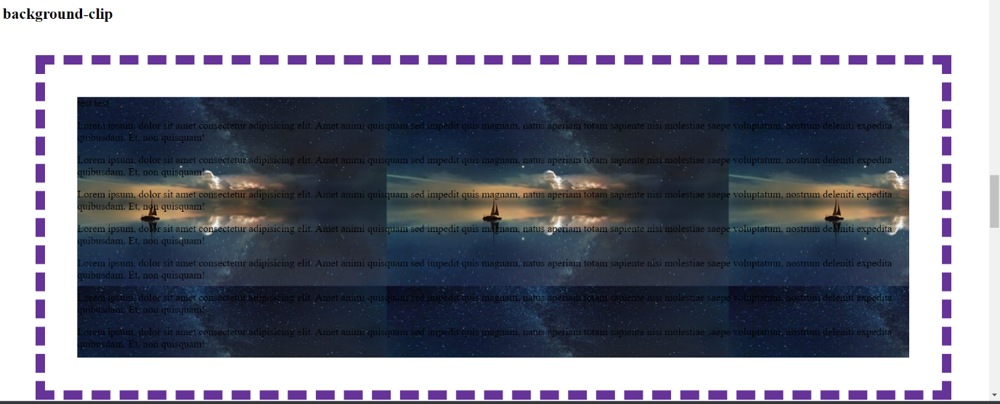 background-clip
test test
Lorem ipsum, dolor sit amet consectetur adipisicing elit. Amet animi quisquam sed impedit quis magnam, natus aperiam totam sapiente nisi molestiae saepe voluptatum, nostrum deleniti expedita
quibusdam. Et, non quisquam!
Lorem ipsum, dolor sit amet consectetur adipisicing elit. Amet animi quisquam sed impedit quis magnam, natus aperiam totam sapiente nisi molestiae saepe voluptatum, nostrum deleniti expedita
quibusdam. Et, non quisquam!
Lorem ipsum, dolor sit amet consectetur adipisicing elit. Amet animi quisquam sed impedit quis magnam, natus aperiam totam sapiente nisi molestiae saepe voluptatum, nostrum deleniti expedita
quibusdam. Et, non quisquam!
Lorem ipsum, dolor sit amet consectetur adipisicing elit. Amet animi quisquam sed impedit quis magnam, natus aperiam totam sapiente nisi molestiae saepe voluptatum, nostrum deleniti expedita
quibusdam. Et, non quisquam!
Lorem ipsum, dolor sit amet consectetur adipisicing elit. Amet animi quisquam sed impedit quis magnam, natus aperiam totam sapiente nisi molestiae saepe voluptatum, nostrum deleniti expedita
quibusdam. Et, non quisquam!
Lorem ipsum, dolor sit amet consectetur adipisicing elit. Amet animi quisquam sed impedit quis magnam, natus aperiam totam sapiente nisi molestiae saepe voluptatum, nostrum deleniti expedita
quibusdam. Et, non quisquam!
Lorem ipsum, dolor sit amet consectetur adipisicing elit. Amet animi quisquam sed impedit quis magnam, natus aperiam totam sapiente nisi molestiae saepe voluptatum, nostrum deleniti expedita
quibusdam. Et, non quisquam!